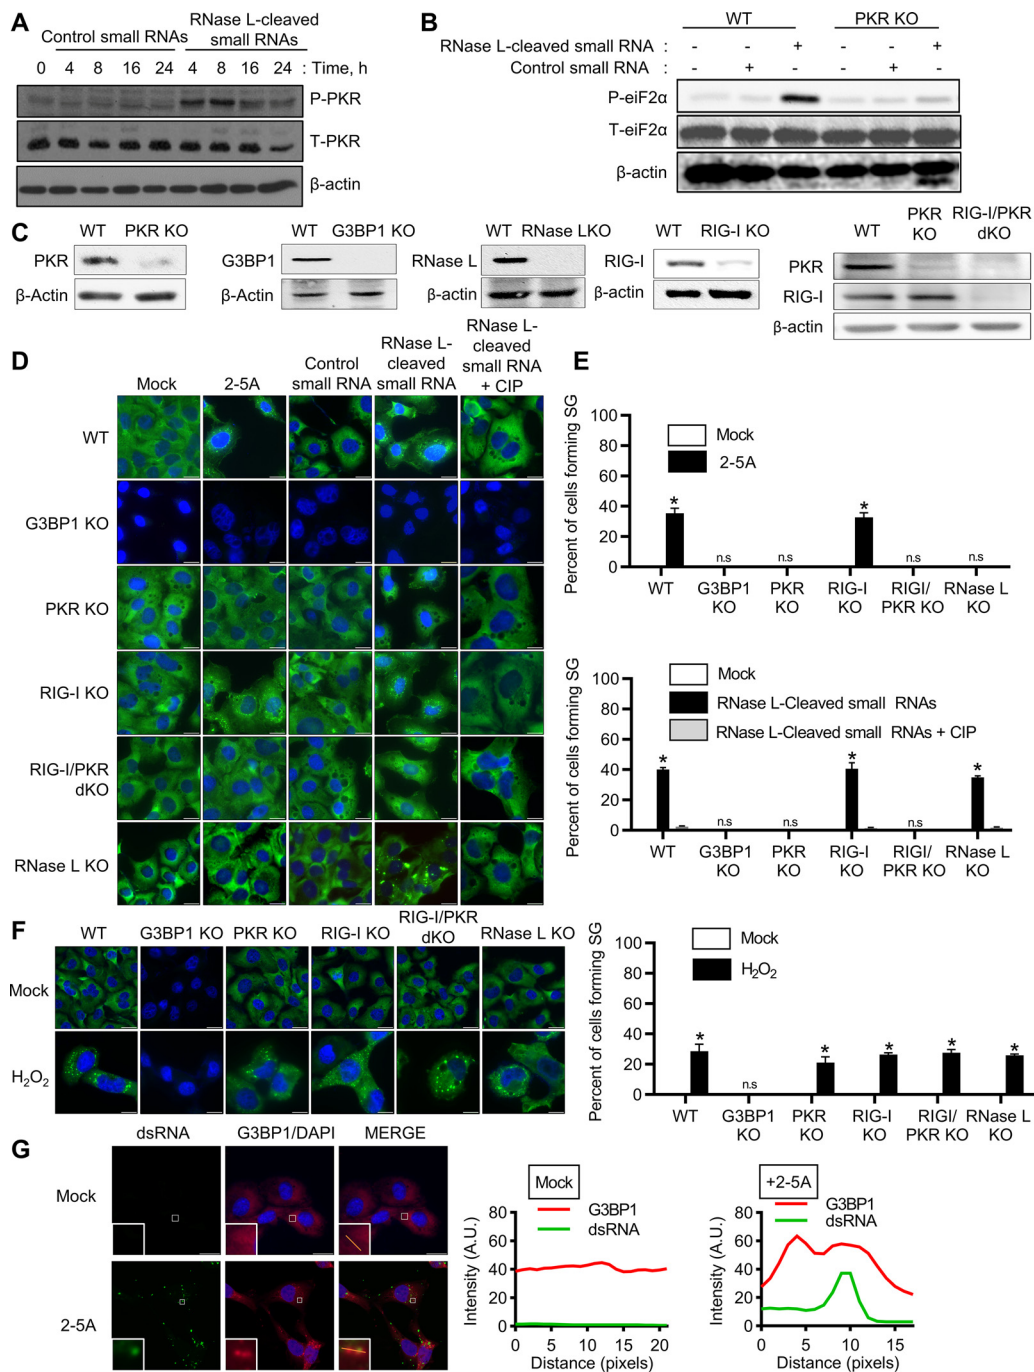 A
Control small RNAs
RNase L-cleaved
small RNAs
0 4 8 16 24 4 8 16 24 : Time, h
P-PKR
T-PKR
β-actin
B
WT PKR KO
RNase L-cleaved small RNA : - - + - - +
Control small RNA : - + - - + -
P-eiF2α
T-eiF2α
β-actin
C
WT PKR KO
PKR
β-Actin
WT G3BP1 KO
G3BP1
β-Actin
WT RNase LKO
RNase L
β-actin
WT RIG-I KO
RIG-I
β-actin
WT PKR KO RIG-I/PKR dKO
PKR
RIG-I
β-actin
D
Mock
2-5A
Control
small RNA
RNase L-
cleaved
small RNA
RNase L-
cleaved
small RNA
+ CIP
WT
G3BP1 KO
PKR KO
RIG-I KO
RIG-I/PKR
dKO
RNase L KO
E
Percent of cells forming SG
100
80
60
40
20
0
Mock
2-5A
* n.s n.s * n.s n.s
WT G3BP1 KO PKR KO RIG-I KO RIGI/ PKR KO RNase L KO
Percent of cells forming SG
100
80
60
40
20
0
Mock
RNase L-Cleaved small RNAs
RNase L-Cleaved small RNAs + CIP
* n.s n.s * n.s *
WT G3BP1 KO PKR KO RIG-I KO RIGI/ PKR KO RNase L KO
F
WT G3BP1 KO PKR KO RIG-I KO RIG-I/PKR dKO RNase L KO
Mock
H₂O₂
Percent of cells forming SG
100
80
60
40
20
0
Mock
H₂O₂
* n.s * * * *
WT G3BP1 KO PKR KO RIG-I KO RIGI/ PKR KO RNase L KO
G
dsRNA G3BP1/DAPI MERGE
Mock
2-5A
Mock
G3BP1
dsRNA
Intensity (A.U.)
80
60
40
20
0
0 5 10 15 20
Distance (pixels)
+2-5A
G3BP1
dsRNA
Intensity (A.U.)
80
60
40
20
0
0 5 10 15
Distance (pixels)